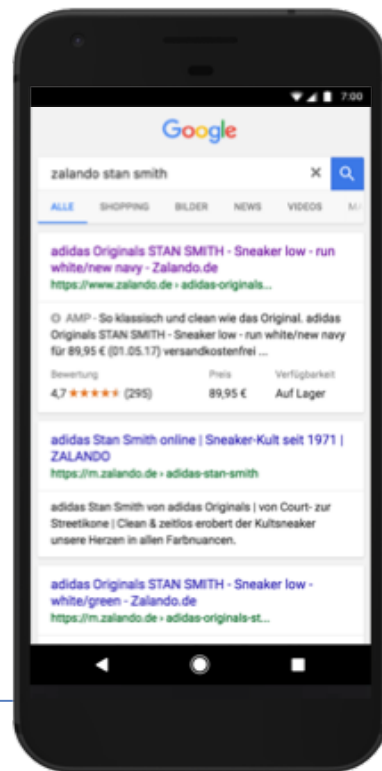 7:00
Google
zalando stan smith
ALLE SHOPPING BILDER NEWS VIDEOS
adidas Originals STAN SMITH - Sneaker low - run
white/new navy - Zalando.de
https://www.zalando.de › adidas-originals...
AMP - So klassisch und clean wie das Original. adidas
Originals STAN SMITH - Sneaker low - run white/new navy
für 89,95 € (01.05.17) versandkostenfrei ...
Bewertung Preis Verfügbarkeit
4,7 ★★★★★ (295) 89,95 € Auf Lager
adidas Stan Smith online | Sneaker-Kult seit 1971 |
ZALANDO
https://m.zalando.de › adidas-stan-smith
adidas Stan Smith von adidas Originals | von Court- zur
Streetikone | Clean & zeitlos erobert der Kultsneaker
unsere Herzen in allen Farbnuancen.
adidas Originals STAN SMITH - Sneaker low -
white/green - Zalando.de
https://m.zalando.de › adidas-originals-st...